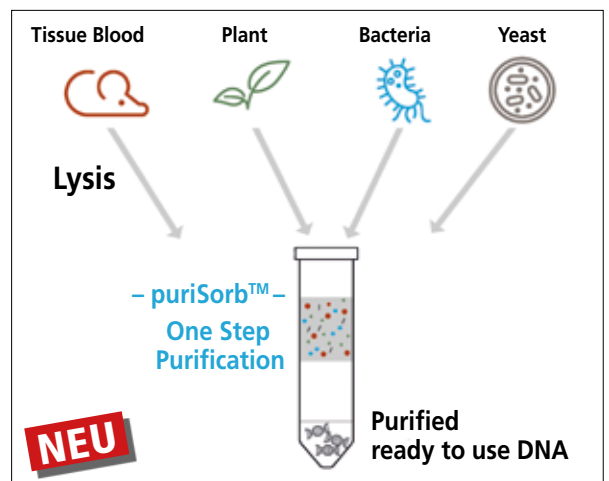 Tissue Blood Plant Bacteria Yeast
Lysis
– puriSorb™ –
One Step
Purification
Purified
ready to use DNA
NEU